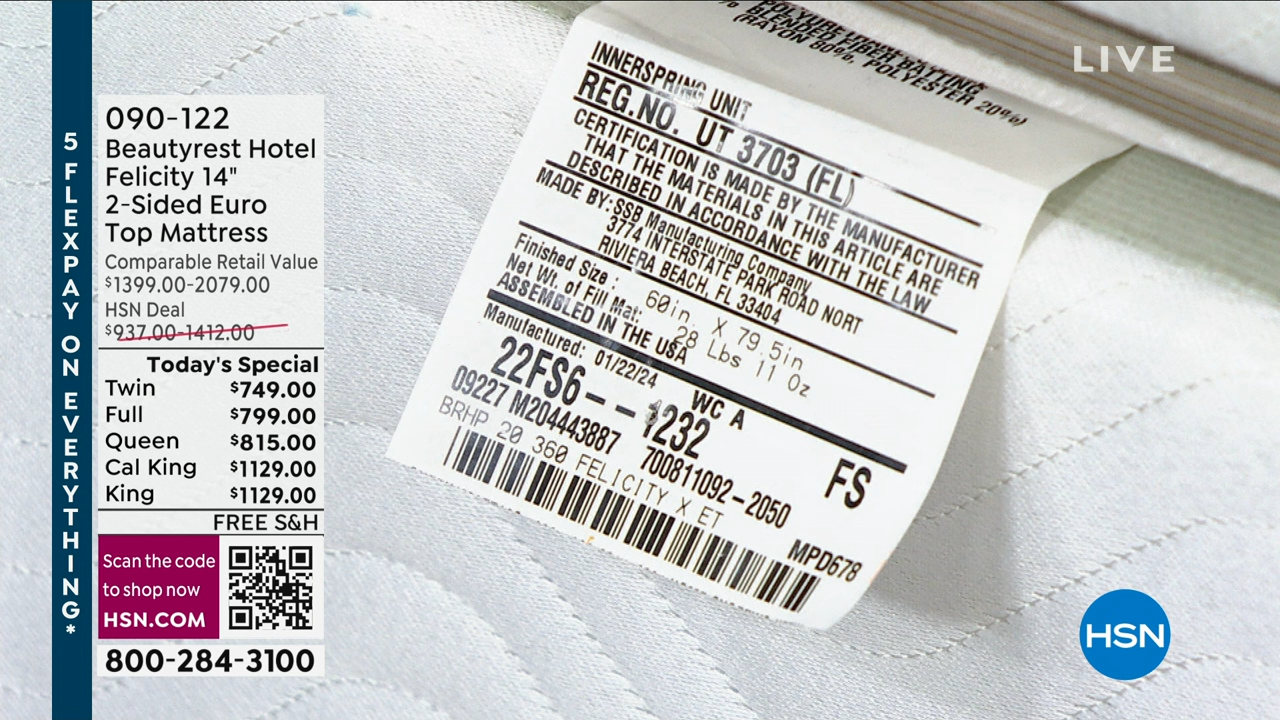 5 FLEXPAY ON EVERYTHING*
090-122
Beautyrest Hotel
Felicity 14"
2-Sided Euro
Top Mattress
Comparable Retail Value
$1399.00-2079.00
HSN Deal
$937.00-1412.00
Today's Special
Twin $749.00
Full $799.00
Queen $815.00
Cal King $1129.00
King $1129.00
FREE S&H
Scan the code
to shop now
HSN.COM
800-284-3100
BLENDED FIBER BATTING
(RAYON 80%, POLYESTER 20%)
INNERSPRING UNIT
REG.NO. UT 3703 (FL)
CERTIFICATION IS MADE BY THE MANUFACTURER
THAT THE MATERIALS IN THIS ARTICLE ARE
DESCRIBED IN ACCORDANCE WITH THE LAW
MADE BY:SSB Manufacturing Company
3774 INTERSTATE PARK ROAD NORT
RIVIERA BEACH, FL 33404
Finished Size : 60in. X 79.5in
Net Wt. of Fill Mat: 28 Lbs 11 Oz
ASSEMBLED IN THE USA
Manufactured: 01/22/24 WC A
22FS6--1232 FS
09227 M204443887 700811092-2050
BRHP 20 360 FELICITY X ET
MPD678
LIVE
HSN